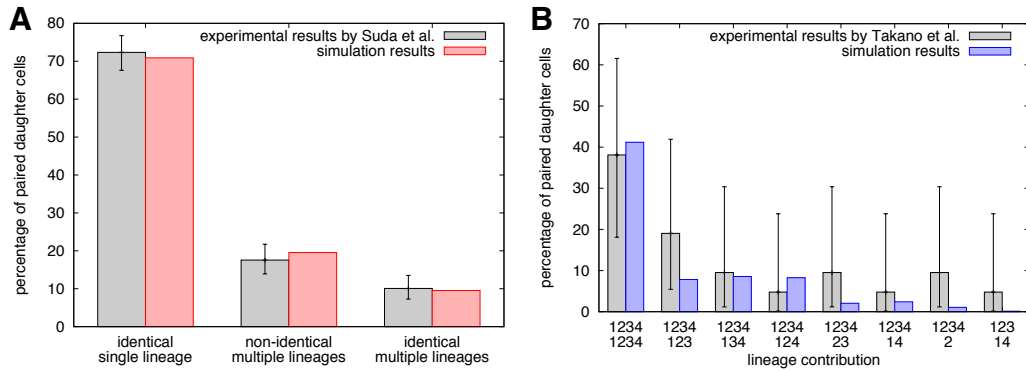 A
percentage of paired daughter cells
80
70
60
50
40
30
20
10
0
experimental results by Suda et al.
simulation results
identical
single lineage
non-identical
multiple lineages
identical
multiple lineages
B
percentage of paired daughter cells
70
60
50
40
30
20
10
0
experimental results by Takano et al.
simulation results
1234 1234 1234 1234 1234 1234 1234 123
1234 123 134 124 23 14 2 14
lineage contribution